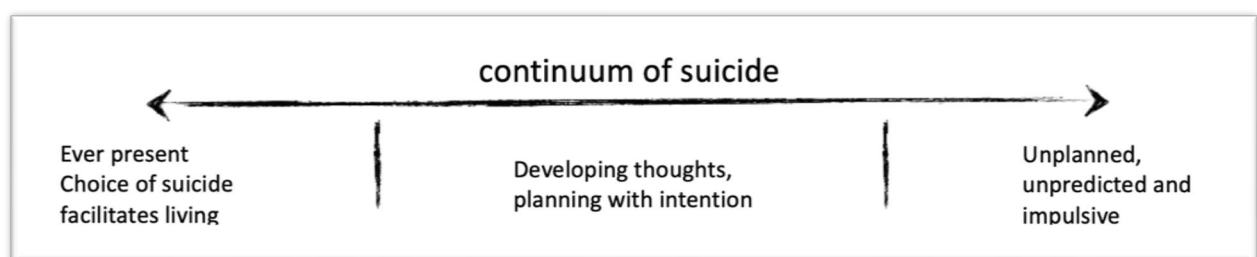 continuum of suicide
Ever present
Choice of suicide
facilitates living
Developing thoughts,
planning with intention
Unplanned,
unpredicted and
impulsive